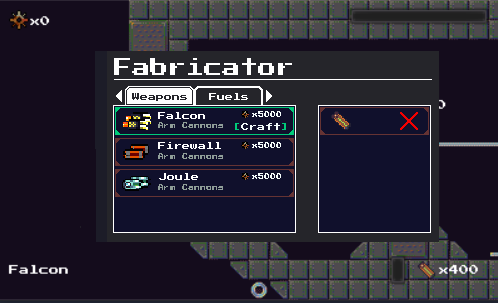 x0
Fabricator
Weapons
Fuels
Falcon
x5000
Arm Cannons
[Craft]
Firewall
x5000
Arm Cannons
Joule
x5000
Arm Cannons
Falcon
x400